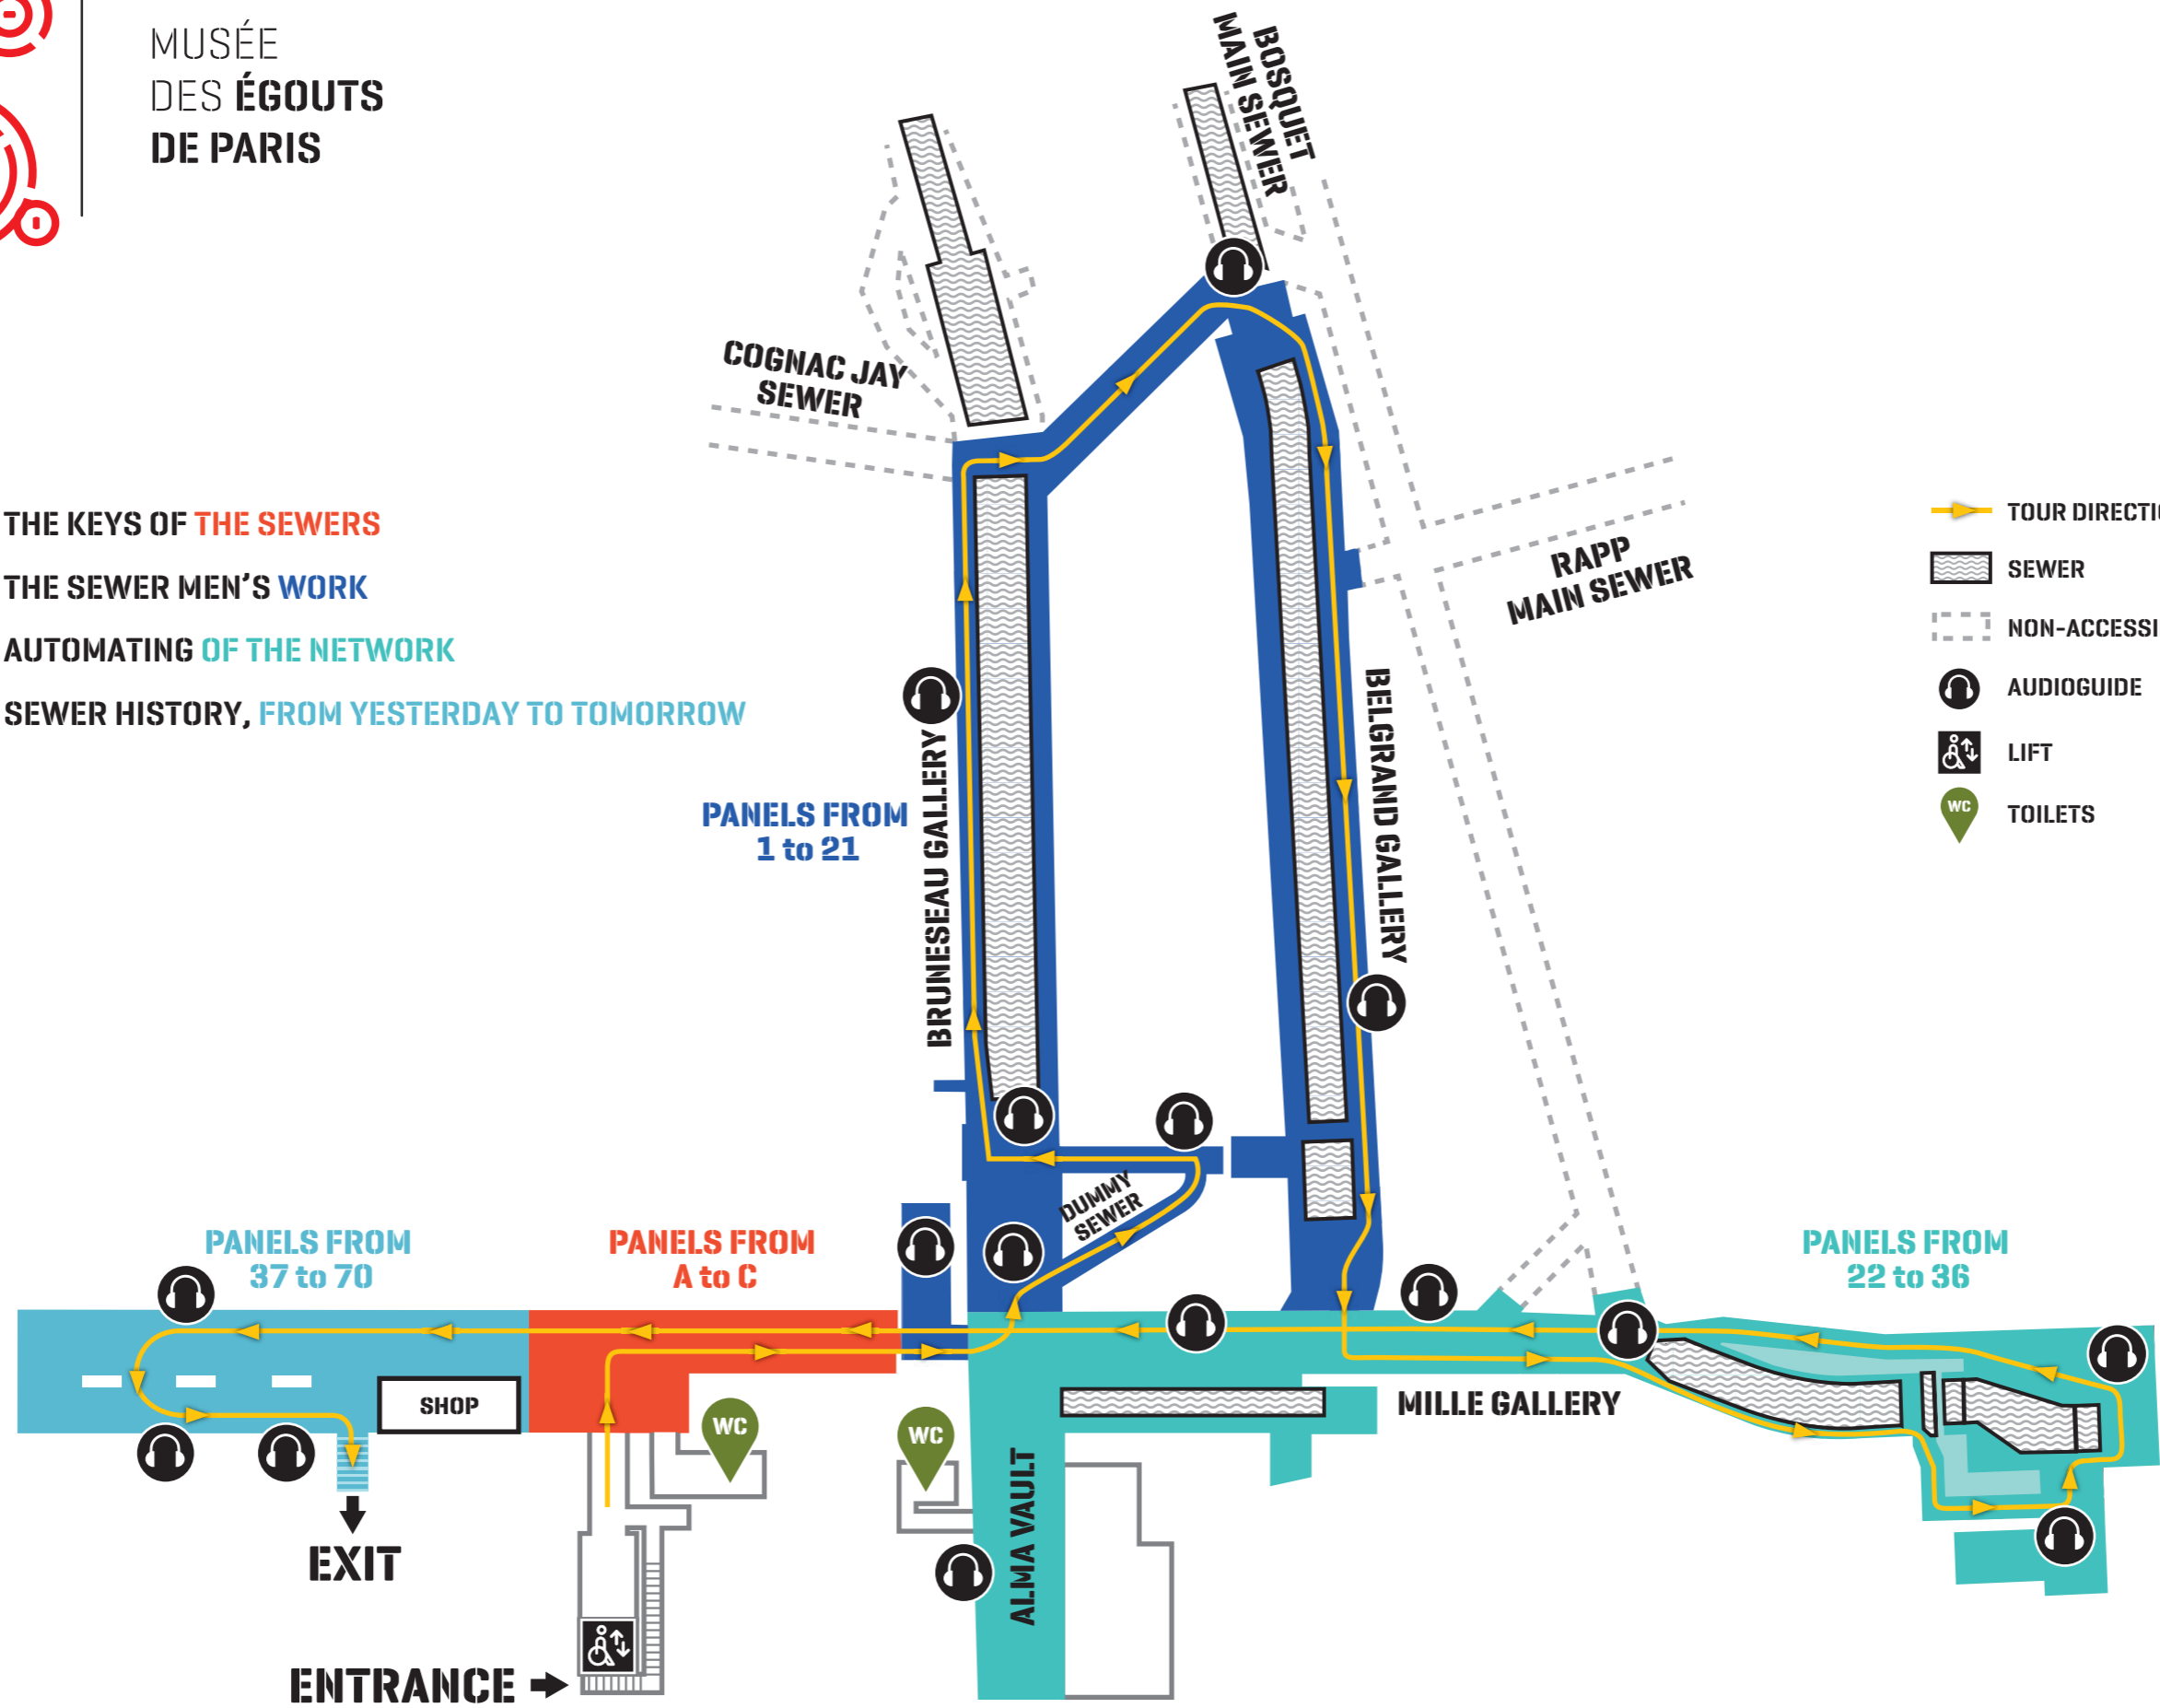 MUSÉE
DES ÉGOUTS
DE PARIS
BOSQUET
MAIN SEWER
COGNAC JAY
SEWER
THE KEYS OF THE SEWERS
THE SEWER MEN'S WORK
AUTOMATING OF THE NETWORK
SEWER HISTORY, FROM YESTERDAY TO TOMORROW
RAPP
MAIN SEWER
TOUR DIRECTIO
SEWER
NON-ACCESSI
AUDIOGUIDE
LIFT
WC
TOILETS
PANELS FROM
1 to 21
BRUNESEAU GALLERY
BELGRAND GALLERY
DUMMY
SEWER
PANELS FROM
37 to 70
PANELS FROM
A to C
PANELS FROM
22 to 36
SHOP
WC
WC
MILLE GALLERY
ALMA VAULT
EXIT
ENTRANCE